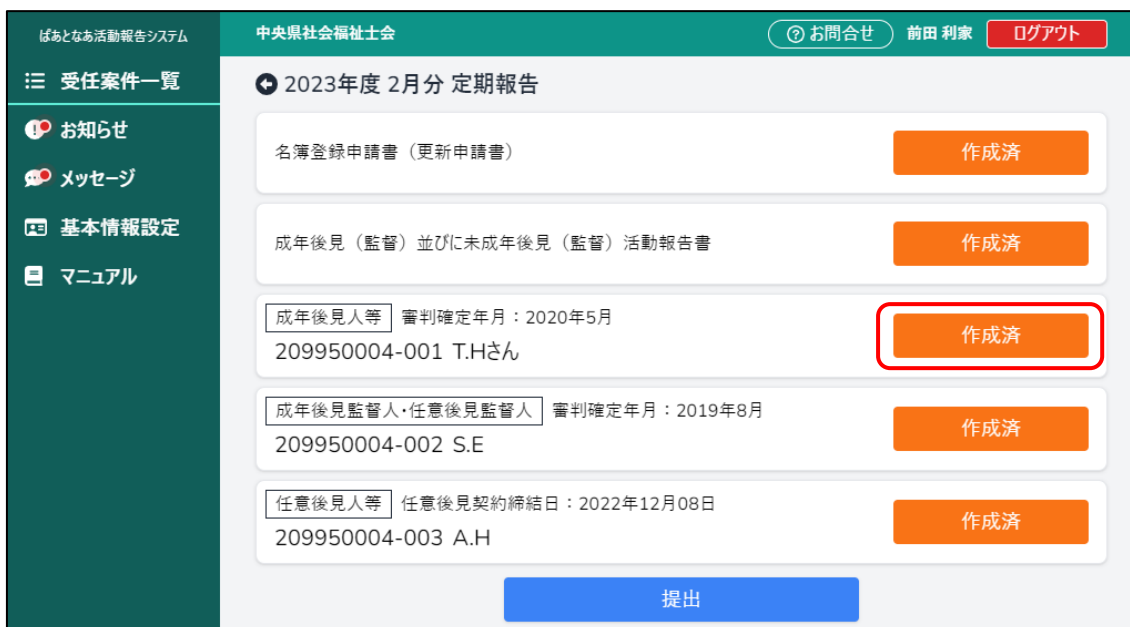 ぱあとなあ活動報告システム
中央県社会福祉士会
お問合せ
前田 利家
ログアウト
受任案件一覧
お知らせ
メッセージ
基本情報設定
マニュアル
2023年度 2月分 定期報告
名簿登録申請書（更新申請書）
作成済
成年後見（監督）並びに未成年後見（監督）活動報告書
作成済
成年後見人等 審判確定年月：2020年5月
209950004-001 T.Hさん
作成済
成年後見監督人・任意後見監督人 審判確定年月：2019年8月
209950004-002 S.E
作成済
任意後見人等 任意後見契約締結日：2022年12月08日
209950004-003 A.H
作成済
提出